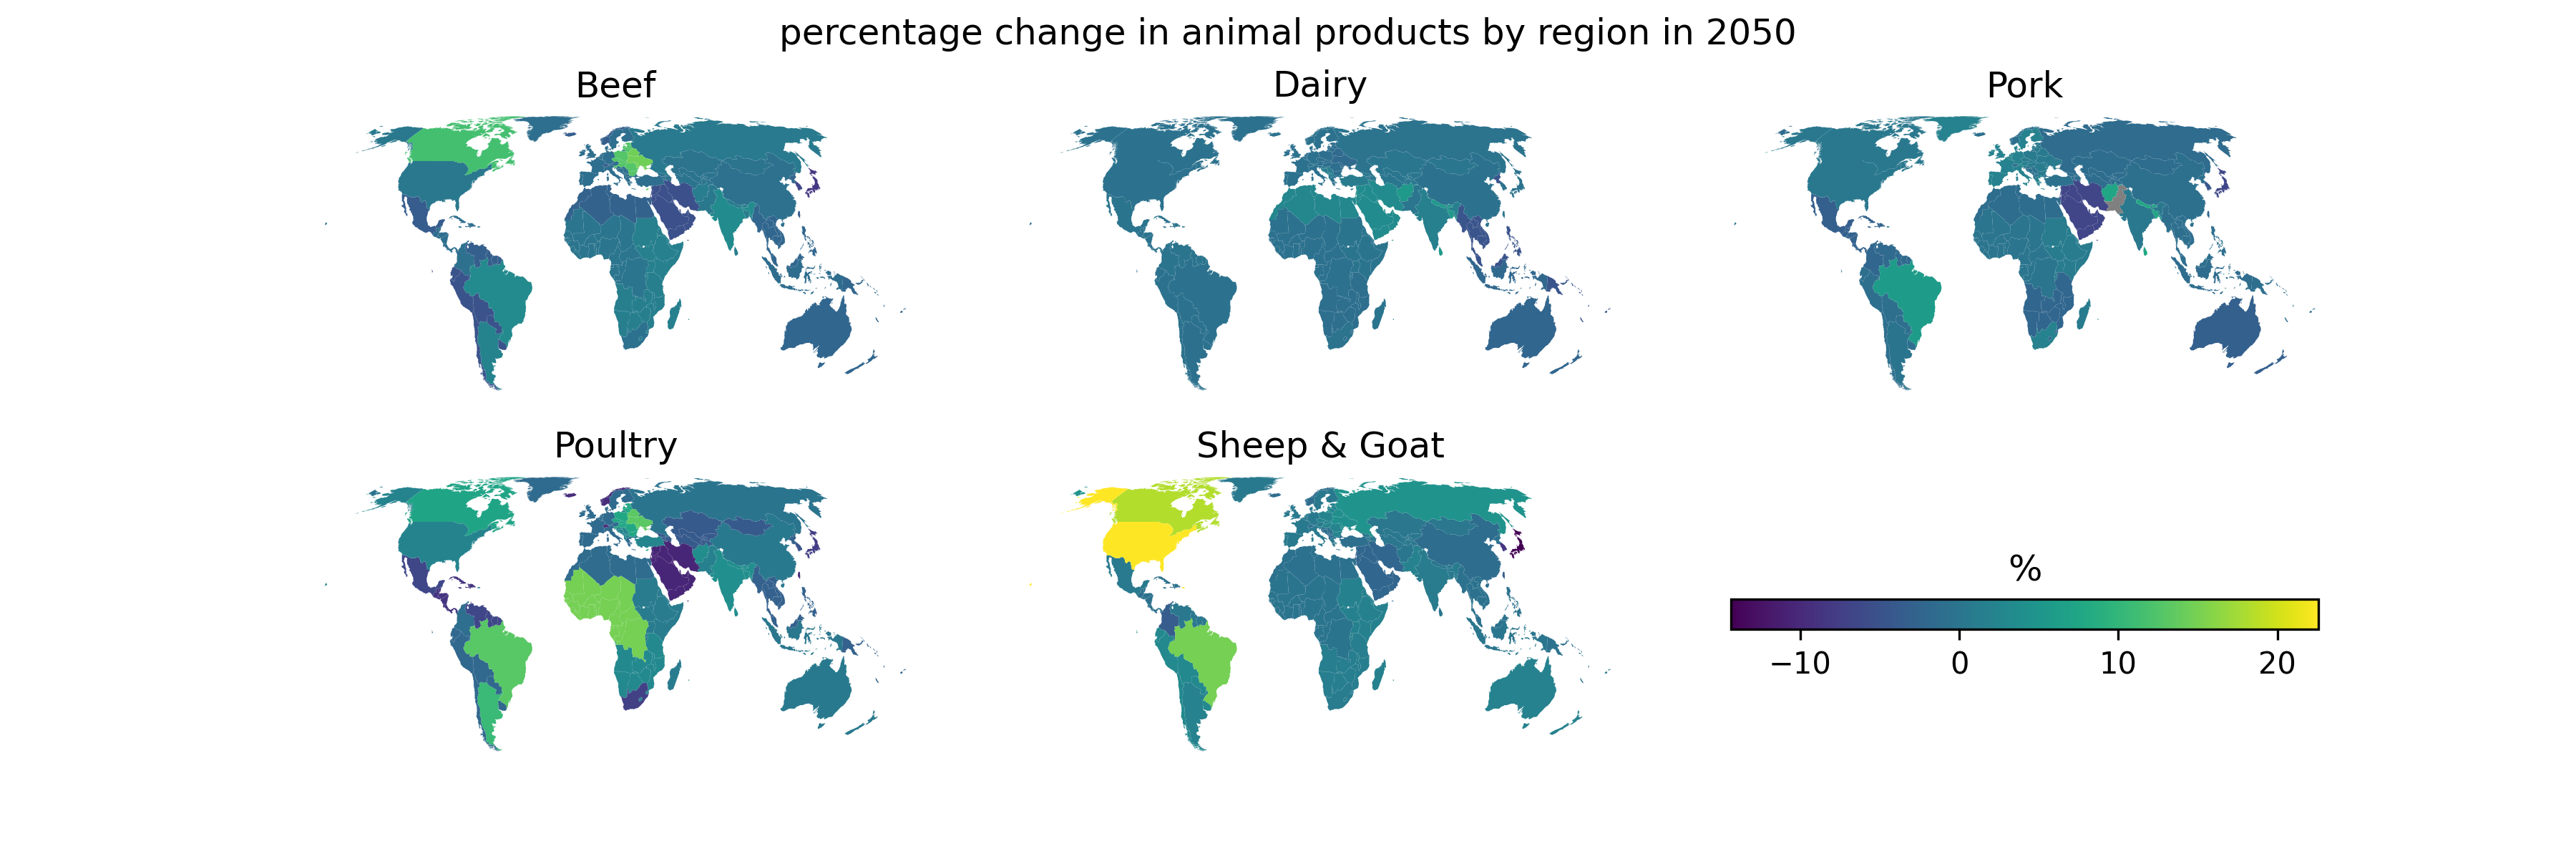 percentage change in animal products by region in 2050
Beef
Dairy
Pork
Poultry
Sheep & Goat
%
−10 0 10 20